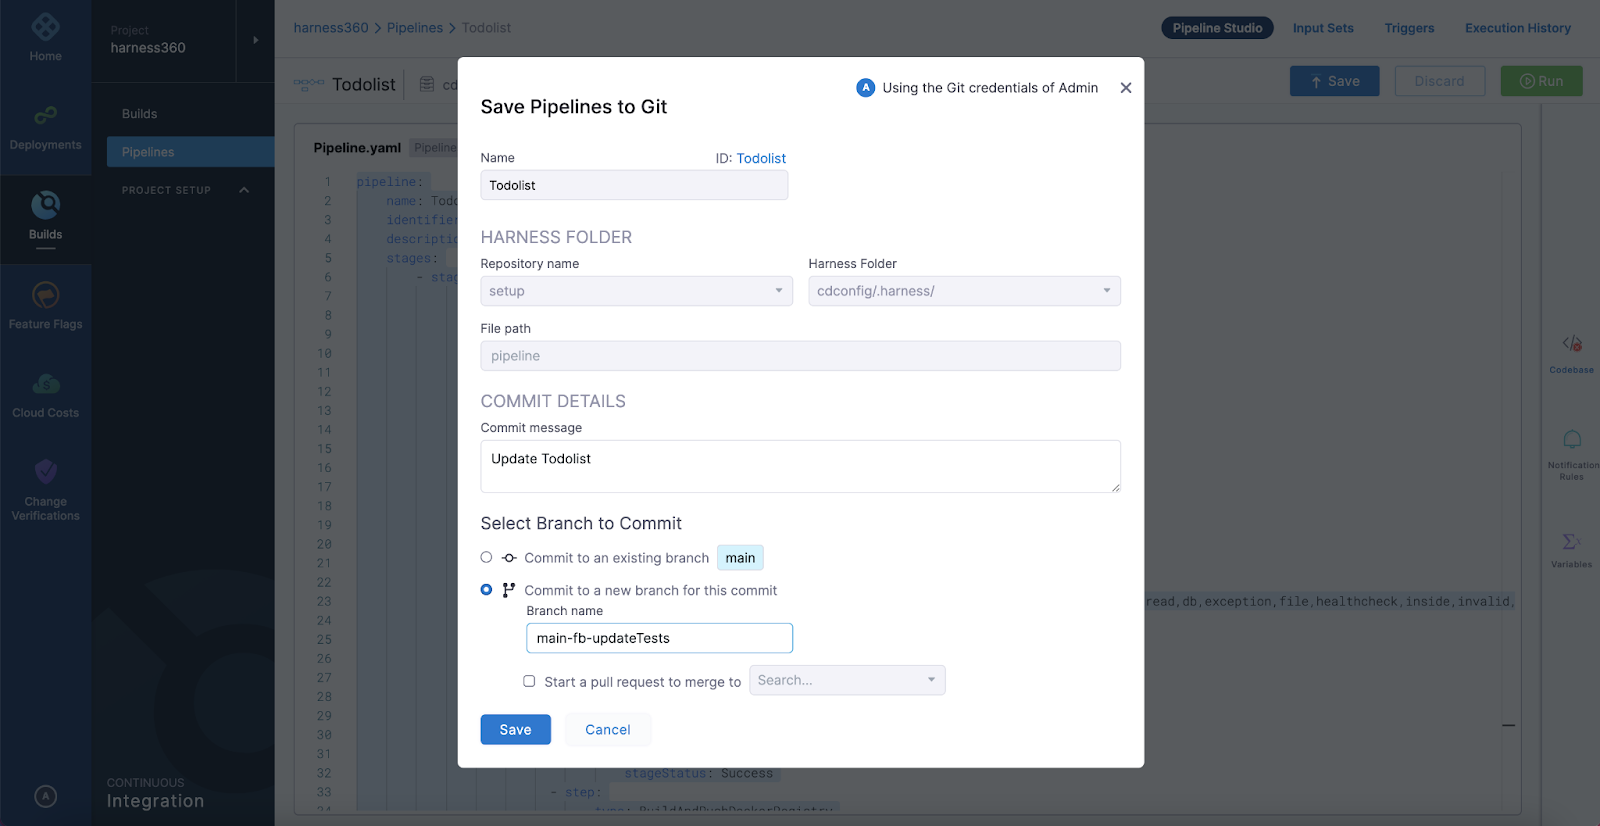 Home
Deployments
Builds
Feature Flags
Cloud Costs
Change
Verifications
A
Project
harness360
Builds
Pipelines
PROJECT SETUP
CONTINUOUS
Integration
harness360 > Pipelines > Todolist
Pipeline Studio
Input Sets
Triggers
Execution History
Todolist
cd
Save
Discard
Run
Pipeline.yaml
Pipeline
1 pipeline:
2 name: Todo
3 identifier
4 descriptio
5 stages:
6 - stag
7
8
9
10
11
12
13
14
15
16
17
18
19
20
21
22
23 read,db,exception,file,healthcheck,inside,invalid,
24
25
26
27
28
29
30
31
32 stageStatus: Success
33 - step:
34 type: BuildAndPushDockerRegistry
Codebase
Notification
Rules
Variables
A Using the Git credentials of Admin
Save Pipelines to Git
Name
ID: Todolist
Todolist
HARNESS FOLDER
Repository name
Harness Folder
setup
cdconfig/.harness/
File path
pipeline
COMMIT DETAILS
Commit message
Update Todolist
Select Branch to Commit
Commit to an existing branch main
Commit to a new branch for this commit
Branch name
main-fb-updateTests
Start a pull request to merge to Search...
Save
Cancel